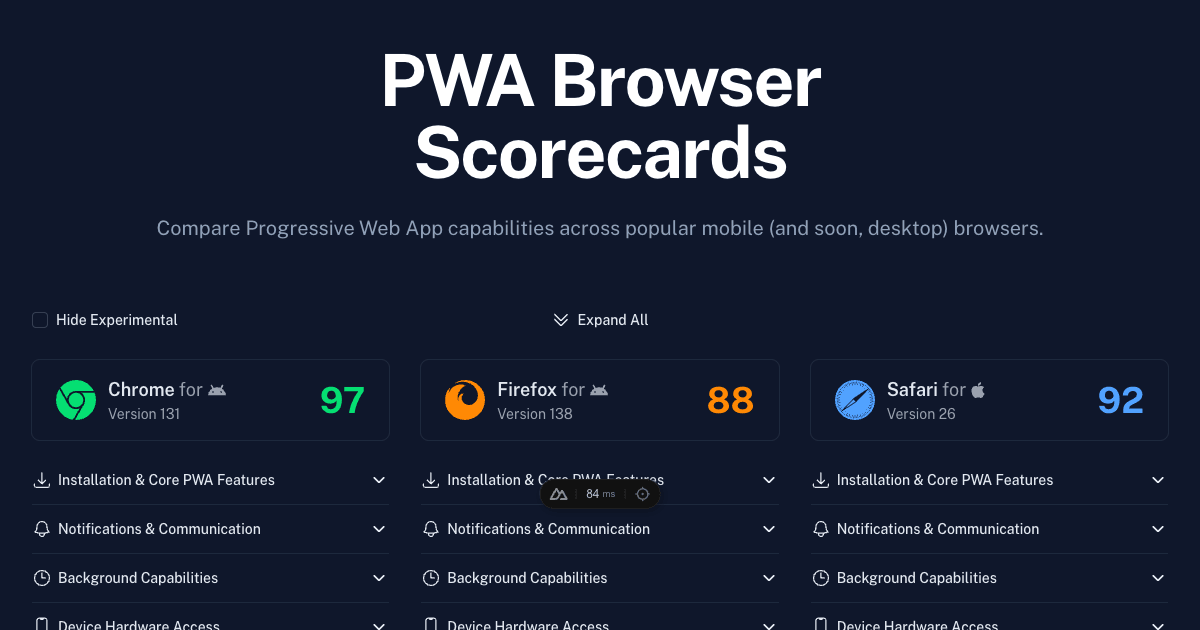 PWA Browser
Scorecards
Compare Progressive Web App capabilities across popular mobile (and soon, desktop) browsers.
Hide Experimental
Expand All
Chrome for
Version 131
97
Firefox for
Version 138
88
Safari for
Version 26
92
Installation & Core PWA Features
Installation & Core PWA Features
Installation & Core PWA Features
84 ms
Notifications & Communication
Notifications & Communication
Notifications & Communication
Background Capabilities
Background Capabilities
Background Capabilities
Device Hardware Access
Device Hardware Access
Device Hardware Access